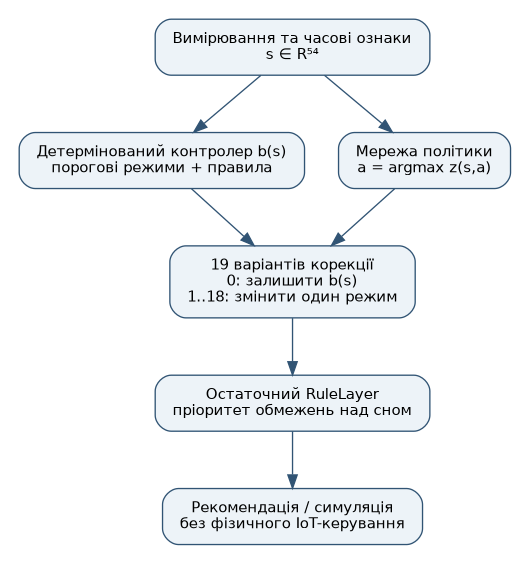 Вимірювання та часові ознаки
s ∈ R⁵⁴
Детермінований контролер b(s)
порогові режими + правила
Мережа політики
a = argmax z(s,a)
19 варіантів корекції
0: залишити b(s)
1..18: змінити один режим
Остаточний RuleLayer
пріоритет обмежень над сном
Рекомендація / симуляція
без фізичного IoT-керування